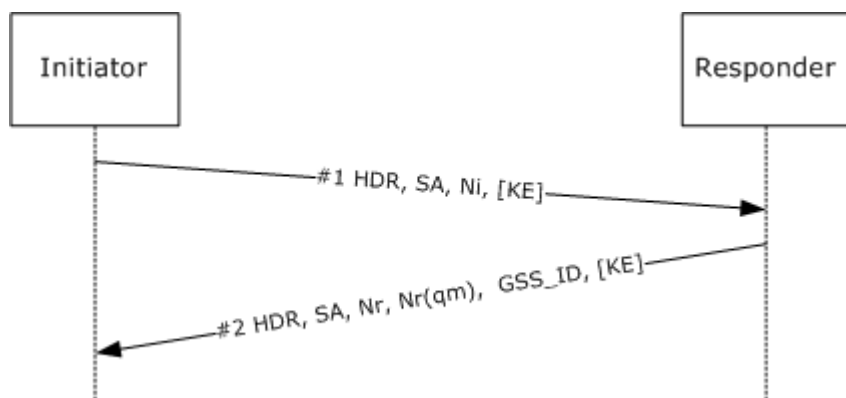 Initiator
Responder
#1 HDR, SA, Ni, [KE]
#2 HDR, SA, Nr, Nr(qm), GSS_ID, [KE]